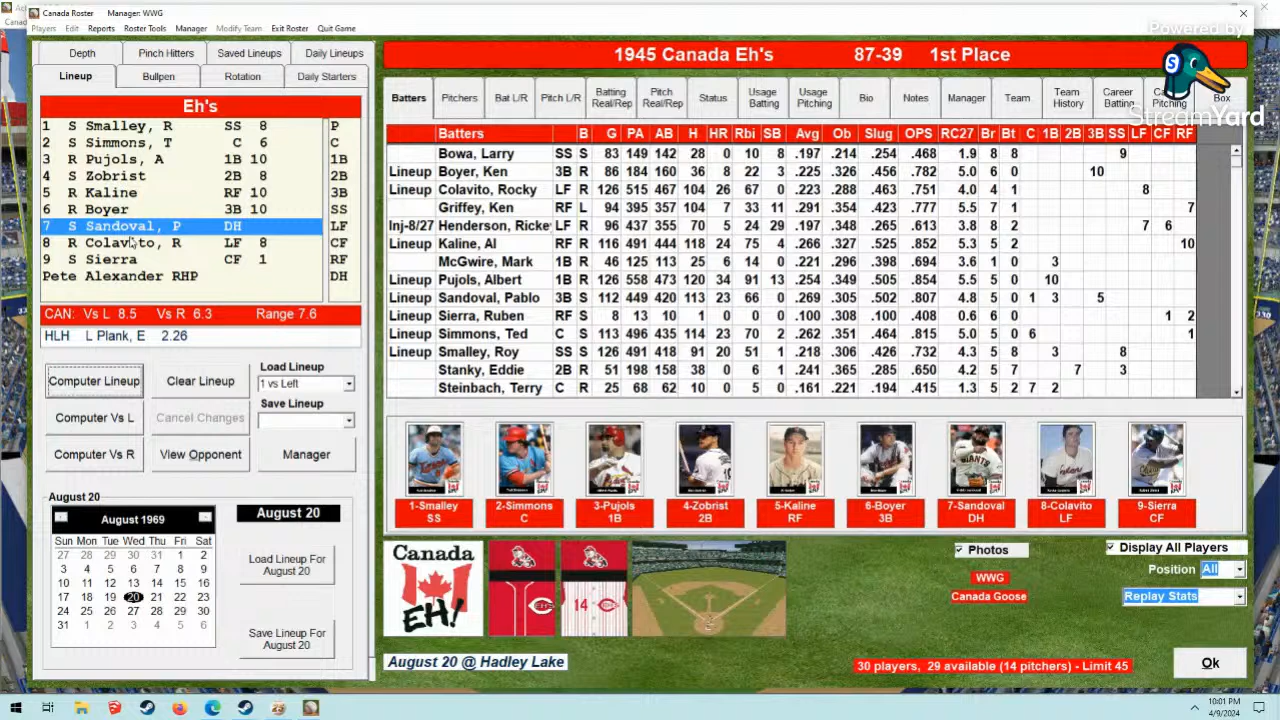 Canada Roster Manager: WWG
Players Edit Reports Roster Tools Manager Modify Team Exit Roster Quit Game
Powered by
StreamYard
Depth Pinch Hitters Saved Lineups Daily Lineups
Lineup Bullpen Rotation Daily Starters
1945 Canada Eh's 87-39 1st Place
Eh's
1 S Smalley, R SS 8 P
2 S Simmons, T C 6 C
3 R Pujols, A 1B 10 1B
4 S Zobrist 2B 8 2B
5 R Kaline RF 10 3B
6 R Boyer 3B 10 SS
7 S Sandoval, P DH LF
8 R Colavito, R LF 8 CF
9 S Sierra CF 1 RF
Pete Alexander RHP DH
CAN: Vs L 8.5 Vs R 6.3 Range 7.6
HLH L Plank, E 2.26
Computer Lineup Clear Lineup Load Lineup
1 vs Left
Save Lineup
Computer Vs L Cancel Changes
Computer Vs R View Opponent Manager
August 20
August 1969
Sun Mon Tue Wed Thu Fri Sat
27 28 29 30 31 1 2
3 4 5 6 7 8 9
10 11 12 13 14 15 16
17 18 19 20 21 22 23
24 25 26 27 28 29 30
31 1 2 3 4 5 6
August 20
Load Lineup For
August 20
Save Lineup For
August 20
Batters Pitchers Bat L/R Pitch L/R Batting Real/Rep Pitch Real/Rep Status Usage Batting Usage Pitching Bio Notes Manager Team Team History Career Batting Pitching Box
Batters B G PA AB H HR Rbi SB Avg Ob Slug OPS RC27 Br Bt C 1B 2B 3B SS LF CF RF
Bowa, Larry SS S 83 149 142 28 0 10 8 .197 .214 .254 .468 1.9 8 8 9
Lineup Boyer, Ken 3B R 86 184 160 36 8 22 3 .225 .326 .456 .782 5.0 6 0 10
Lineup Colavito, Rocky LF R 126 515 467 104 26 67 0 .223 .288 .463 .751 4.0 4 1 8
Griffey, Ken RF L 94 395 357 104 7 33 11 .291 .354 .423 .777 5.5 7 1 7
Inj-8/27 Henderson, Ricke LF R 96 437 355 70 5 24 29 .197 .348 .265 .613 3.8 8 2 7 6
Lineup Kaline, Al RF R 116 491 444 118 24 75 4 .266 .327 .525 .852 5.3 5 2 10
McGwire, Mark 1B R 46 125 113 25 6 14 0 .221 .296 .398 .694 3.6 1 0 3
Lineup Pujols, Albert 1B R 126 558 473 120 34 91 13 .254 .349 .505 .854 5.5 5 1 10
Lineup Sandoval, Pablo 3B S 112 449 420 113 23 66 0 .269 .305 .502 .807 4.8 5 0 1 3 5
Sierra, Ruben RF S 8 13 10 1 0 0 0 .100 .308 .100 .408 0.6 6 0 1 2
Lineup Simmons, Ted C S 113 496 435 114 23 70 2 .262 .351 .464 .815 5.0 5 0 6 1
Lineup Smalley, Roy SS S 126 491 418 91 20 51 1 .218 .306 .426 .732 4.3 5 8 3 8
Stanky, Eddie 2B R 51 198 158 38 0 6 1 .241 .365 .285 .650 4.2 5 7 7 3
Steinbach, Terry C R 25 68 62 10 0 5 0 .161 .221 .194 .415 1.3 5 2 7 2
1-Smalley
SS
2-Simmons
C
3-Pujols
1B
4-Zobrist
2B
5-Kaline
RF
6-Boyer
3B
7-Sandoval
DH
8-Colavito
LF
9-Sierra
CF
Canada
EH!
14
Photos
WWG
Canada Goose
Display All Players
Position All
Replay Stats
August 20 @ Hadley Lake
30 players, 29 available (14 pitchers) - Limit 45
Ok
10:01 PM
4/9/2024